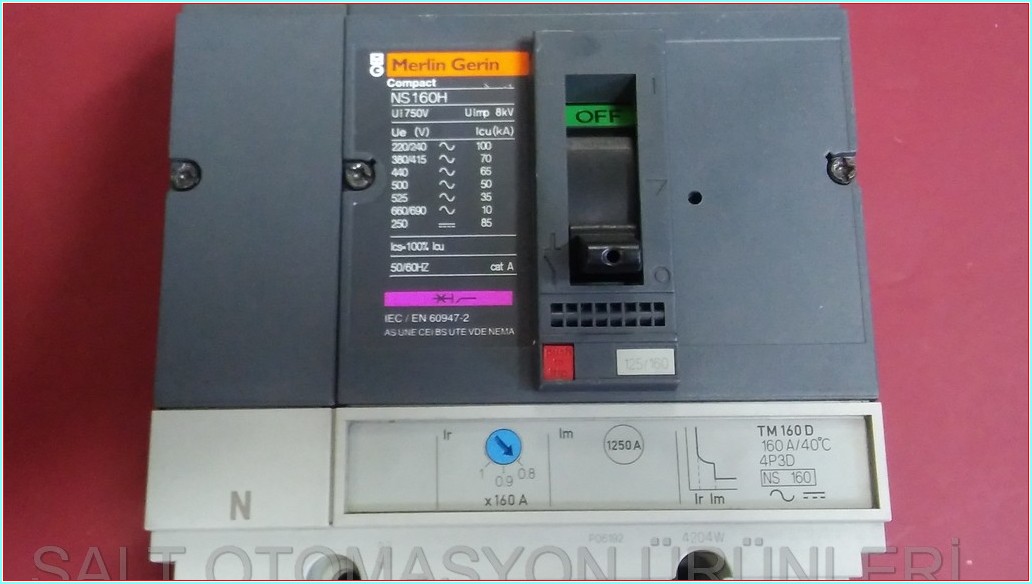 Merlin Gerin
Compact
NS160H
Ui 750V Uimp 8kV
Ue (V) Icu(kA)
220/240 100
380/415 70
440 65
500 50
525 35
660/690 10
250 85
Ics=100% Icu
50/60HZ cat A
IEC / EN 60947-2
AS UNE CEI BS UTE VDE NEMA
OFF
125/160
N
Ir
1
0.9
0.8
x160 A
Im
1250A
Ir Im
TM 160 D
160 A/40°C
4P3D
NS 160
4204W
SALT OTOMASYON ÜRÜNLERİ